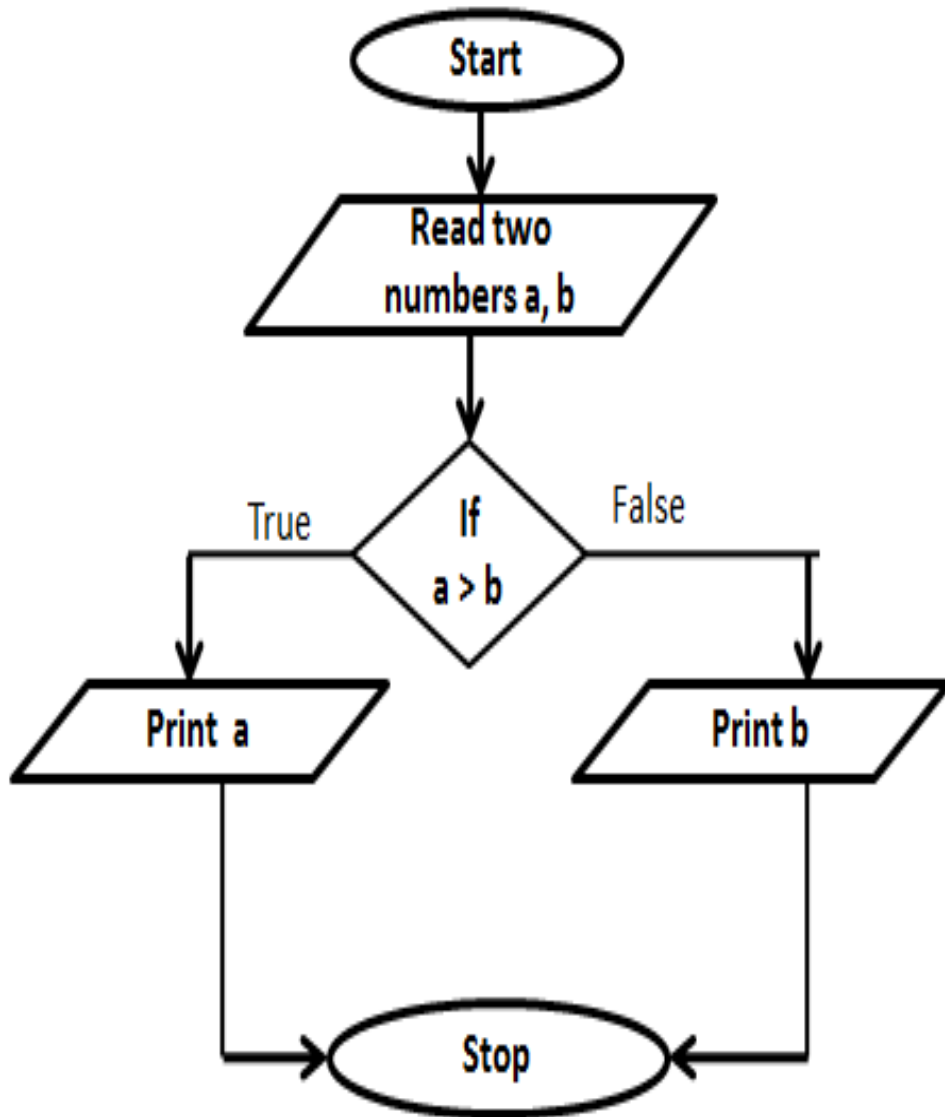 Start
Read two
numbers a, b
If
a > b
True
False
Print a
Print b
Stop